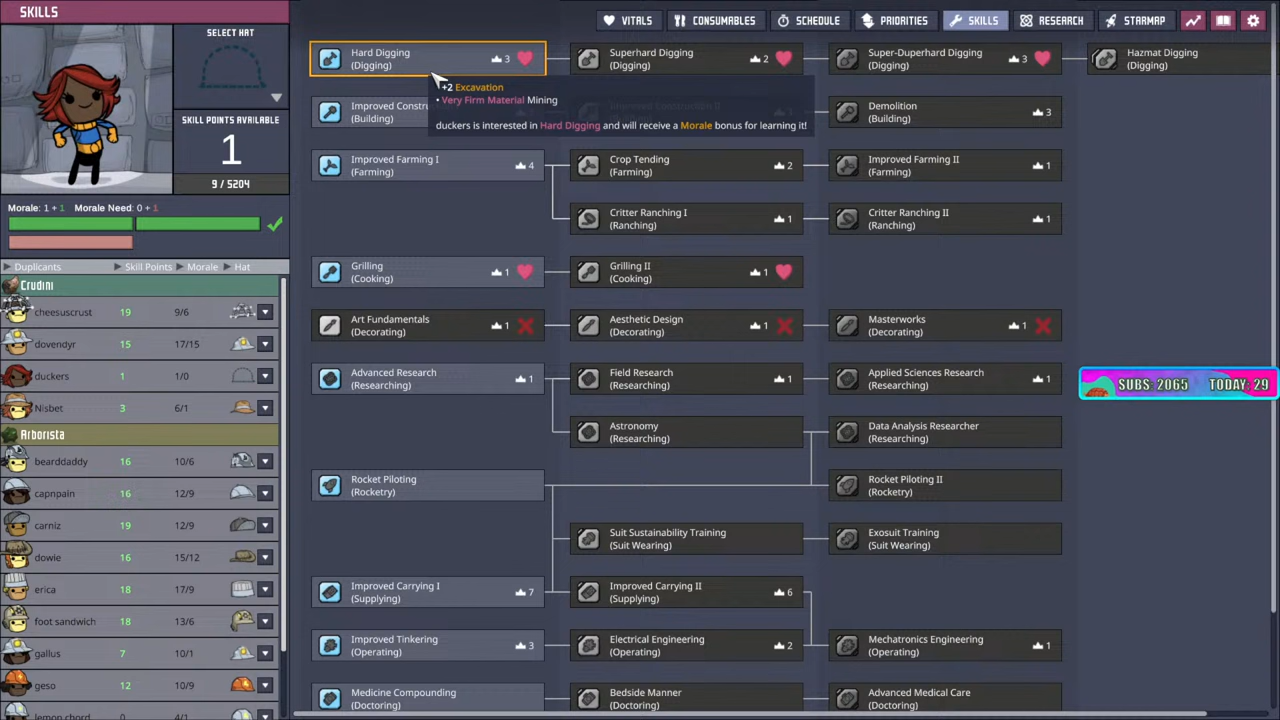 SKILLS
VITALS
CONSUMABLES
SCHEDULE
PRIORITIES
SKILLS
RESEARCH
STARMAP
SELECT HAT
SKILL POINTS
AVAILABLE
1
9 / 5204
Morale: 1 + 1 Morale Need: 0 + 1
Duplicants Skill Points Morale Hat
Crudini
cheesuscrust 19 9/6
dovendyr 15 17/15
duckers 1 1/0
Nisbet 3 6/1
Arborista
bearddaddy 16 10/6
capnpain 16 12/9
carniz 19 12/9
dowie 16 15/12
erica 18 17/9
foot sandwich 18 13/6
gallus 7 10/1
geso 12 10/9
lemon chord 0 4/1
Hard Digging
(Digging)
3
Superhard Digging
(Digging)
2
Super-Duperhard Digging
(Digging)
3
Hazmat Digging
(Digging)
+2 Excavation
• Very Firm Material Mining
duckers is interested in Hard Digging and will receive a Morale bonus for learning it!
Improved Constru
(Building)
Demolition
(Building)
3
Improved Farming I
(Farming)
4
Crop Tending
(Farming)
2
Improved Farming II
(Farming)
1
Critter Ranching I
(Ranching)
1
Critter Ranching II
(Ranching)
1
Grilling
(Cooking)
1
Grilling II
(Cooking)
1
Art Fundamentals
(Decorating)
1
Aesthetic Design
(Decorating)
1
Masterworks
(Decorating)
1
Advanced Research
(Researching)
1
Field Research
(Researching)
1
Applied Sciences Research
(Researching)
1
SUBS: 2065 TODAY: 29
Astronomy
(Researching)
Data Analysis Researcher
(Researching)
Rocket Piloting
(Rocketry)
Rocket Piloting II
(Rocketry)
Suit Sustainability Training
(Suit Wearing)
Exosuit Training
(Suit Wearing)
Improved Carrying I
(Supplying)
7
Improved Carrying II
(Supplying)
6
Improved Tinkering
(Operating)
3
Electrical Engineering
(Operating)
2
Mechatronics Engineering
(Operating)
1
Medicine Compounding
(Doctoring)
Bedside Manner
(Doctoring)
Advanced Medical Care
(Doctoring)